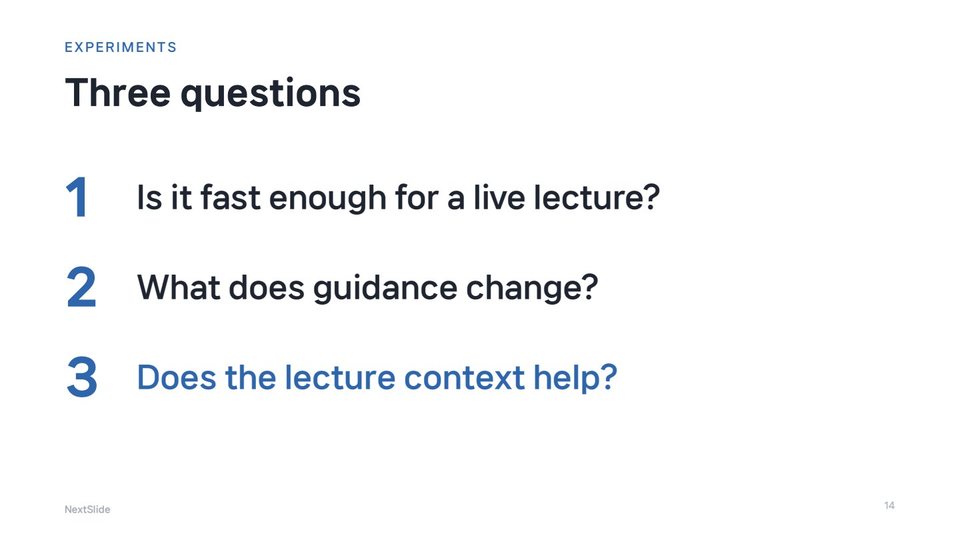 EXPERIMENTS
Three questions
1 Is it fast enough for a live lecture?
2 What does guidance change?
3 Does the lecture context help?
NextSlide
14